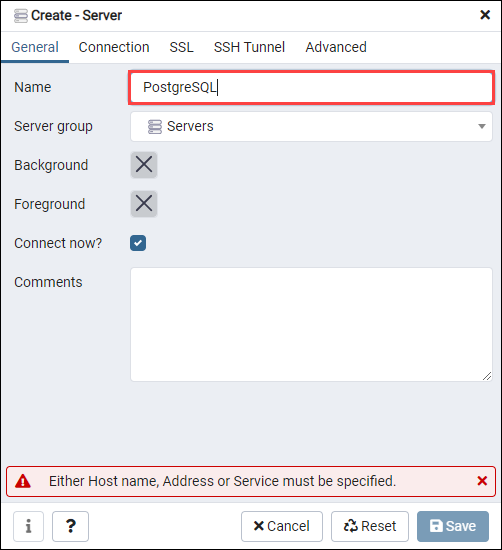 Create - Server
General Connection SSL SSH Tunnel Advanced
Name PostgreSQL
Server group Servers
Background
Foreground
Connect now?
Comments
Either Host name, Address or Service must be specified.
i ? Cancel Reset Save